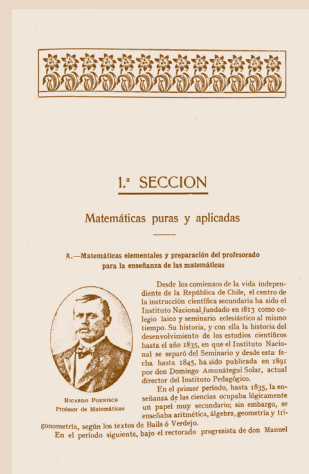 1.ª SECCION
Matemáticas puras y aplicadas
A.—Matemáticas elementales y preparación del profesorado
para la enseñanza de las matemáticas
Desde los comienzos de la vida indepen-
diente de la República de Chile, el centro de
la instrucción científica secundaria ha sido el
Instituto Nacional,fundado en 1813 como co-
legio laico y seminario eclesiástico al mismo
tiempo. Su historia, y con ella la historia del
desenvolvimiento de los estudios científicos
hasta el año 1835, en que el Instituto Nacio-
nal se separó del Seminario y desde esta fe-
cha hasta 1845, ha sido publicada en 1891
por don Domingo Amunátegui Solar, actual
director del Instituto Pedagógico.
En el primer período, hasta 1835, la en-
señanza de las ciencas ocupaba lógicamente
un papel muy secundario; sin embargo, se
enseñaba aritmética, álgebra, geometría y tri-
gonometría, según los textos de Bails ó Verdejo.
En el período siguiente, bajo el rectorado progresista de don Manuel
RICARDO POENISCH
Profesor de Matemáticas